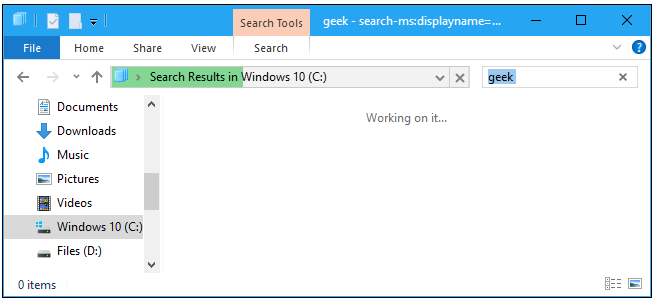 Search Tools
geek - search-ms:displayname=...
File Home Share View Search
Search Results in Windows 10 (C:)
geek
Documents
Working on it...
Downloads
Music
Pictures
Videos
Windows 10 (C:)
Files (D:)
0 items